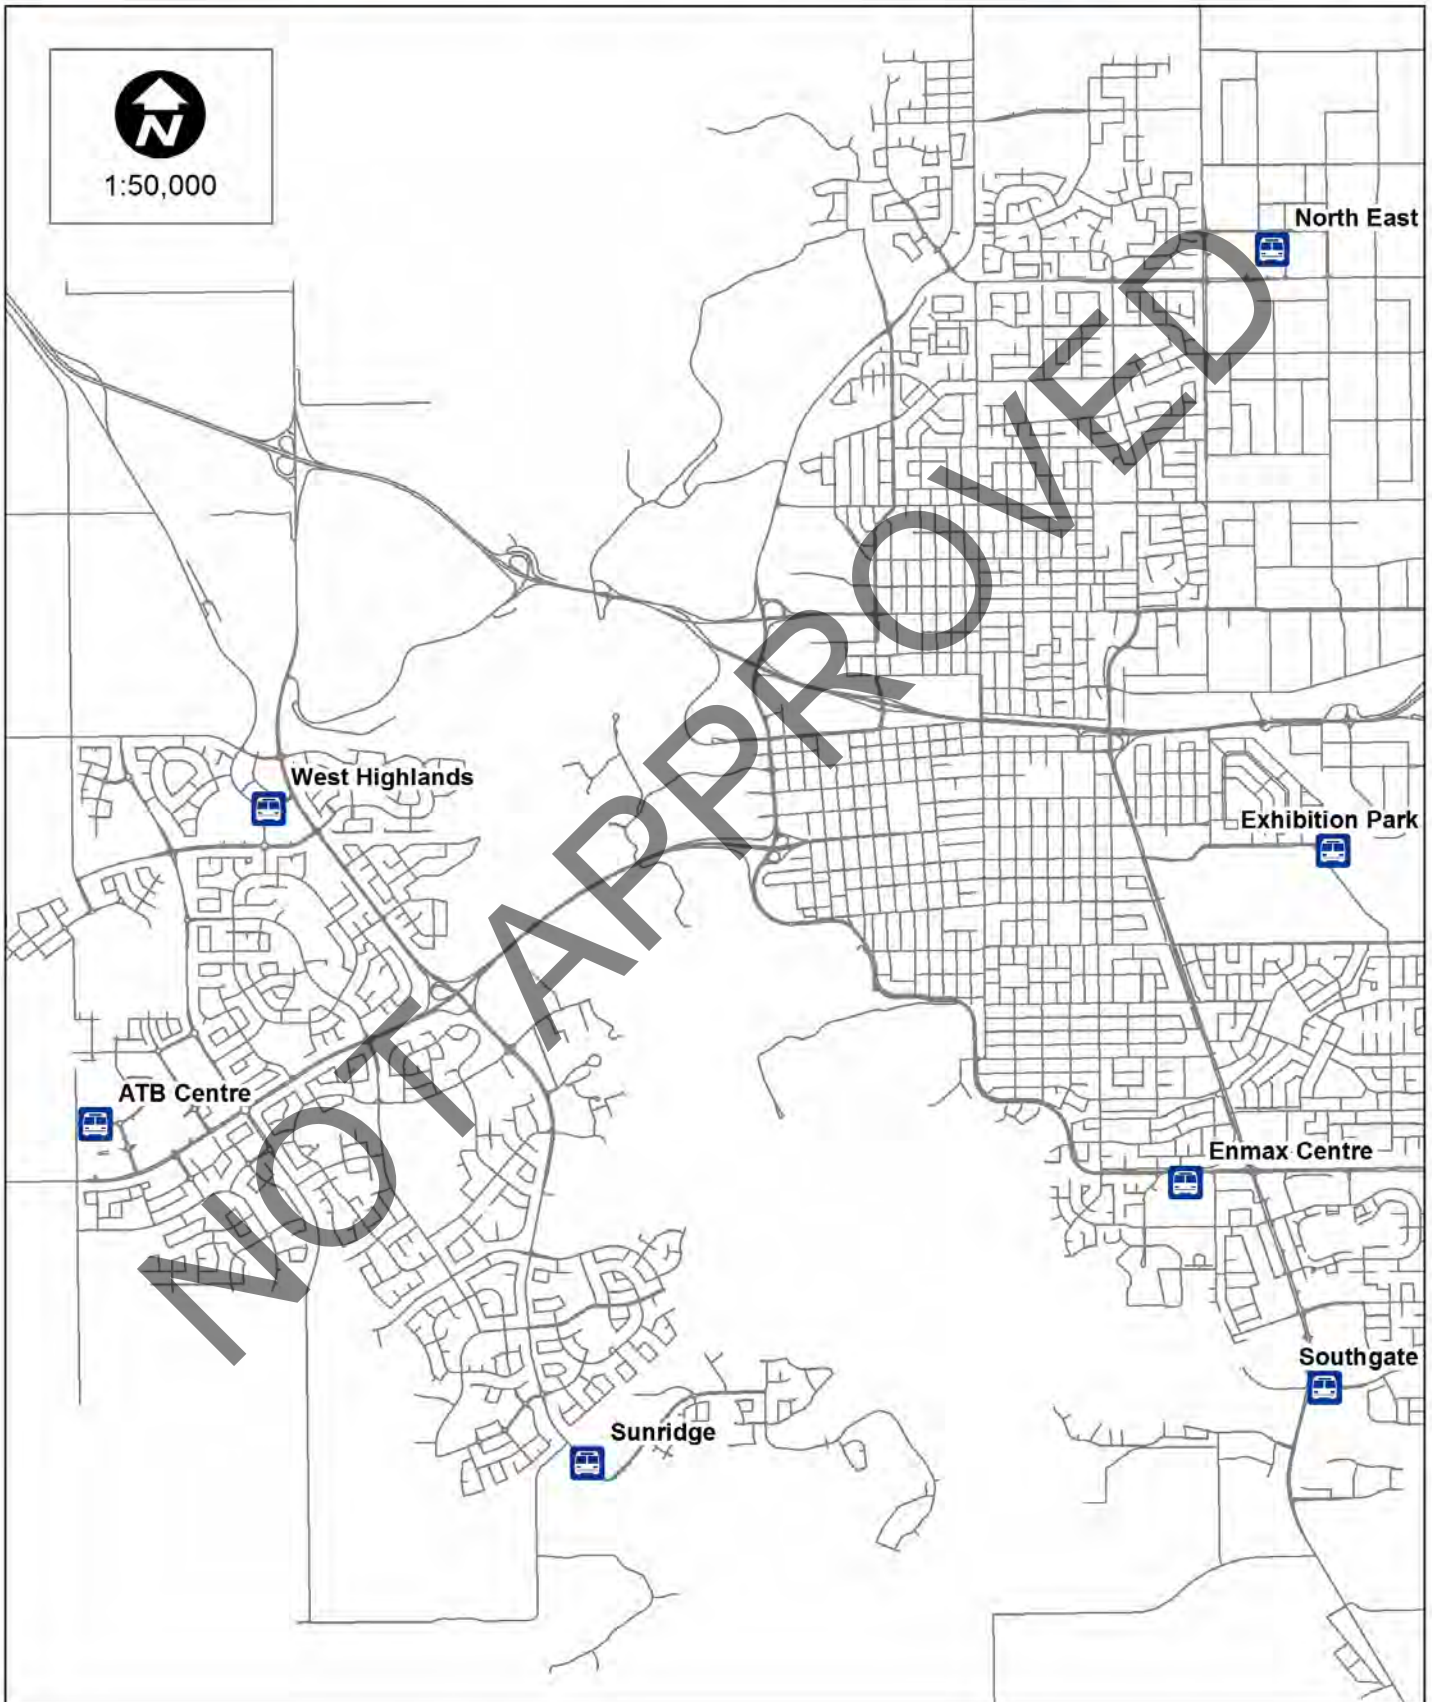 N
1:50,000
North East
West Highlands
Exhibition Park
ATB Centre
Enmax Centre
Southgate
Sunridge
NOT APPROVED